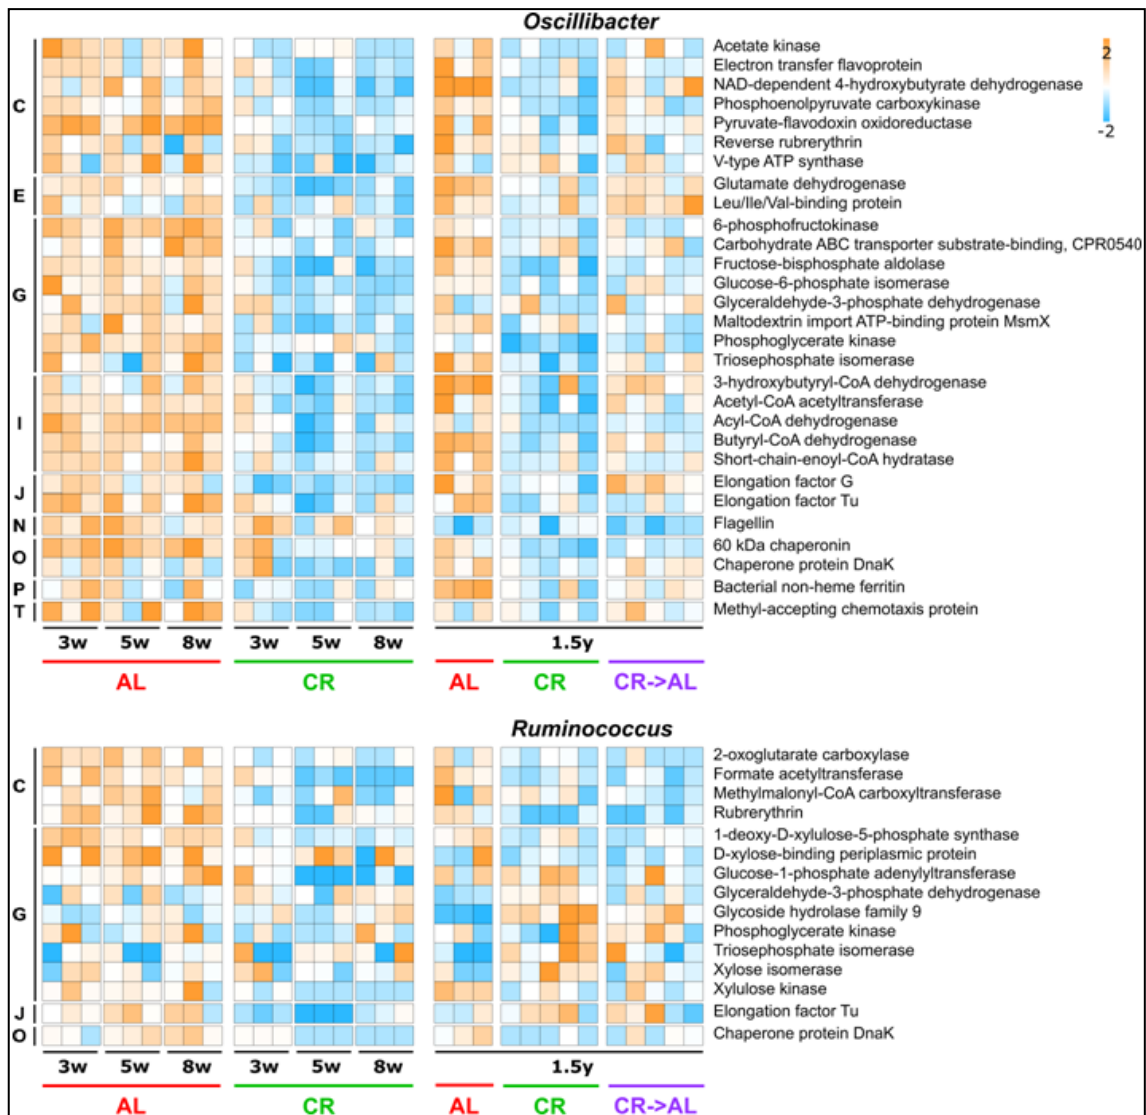 Oscillibacter
C
Acetate kinase
Electron transfer flavoprotein
NAD-dependent 4-hydroxybutyrate dehydrogenase
Phosphoenolpyruvate carboxykinase
Pyruvate-flavodoxin oxidoreductase
Reverse rubrerythrin
V-type ATP synthase
2
-2
E
Glutamate dehydrogenase
Leu/Ile/Val-binding protein
G
6-phosphofructokinase
Carbohydrate ABC transporter substrate-binding, CPR0540
Fructose-bisphosphate aldolase
Glucose-6-phosphate isomerase
Glyceraldehyde-3-phosphate dehydrogenase
Maltodextrin import ATP-binding protein MsmX
Phosphoglycerate kinase
Triosephosphate isomerase
I
3-hydroxybutyryl-CoA dehydrogenase
Acetyl-CoA acetyltransferase
Acyl-CoA dehydrogenase
Butyryl-CoA dehydrogenase
Short-chain-enoyl-CoA hydratase
J
Elongation factor G
Elongation factor Tu
N
Flagellin
O
60 kDa chaperonin
Chaperone protein DnaK
P
Bacterial non-heme ferritin
T
Methyl-accepting chemotaxis protein
3w 5w 8w 3w 5w 8w 1.5y
AL CR AL CR CR->AL
Ruminococcus
C
2-oxoglutarate carboxylase
Formate acetyltransferase
Methylmalonyl-CoA carboxyltransferase
Rubrerythrin
G
1-deoxy-D-xylulose-5-phosphate synthase
D-xylose-binding periplasmic protein
Glucose-1-phosphate adenylyltransferase
Glyceraldehyde-3-phosphate dehydrogenase
Glycoside hydrolase family 9
Phosphoglycerate kinase
Triosephosphate isomerase
Xylose isomerase
Xylulose kinase
J
Elongation factor Tu
O
Chaperone protein DnaK
3w 5w 8w 3w 5w 8w 1.5y
AL CR AL CR CR->AL